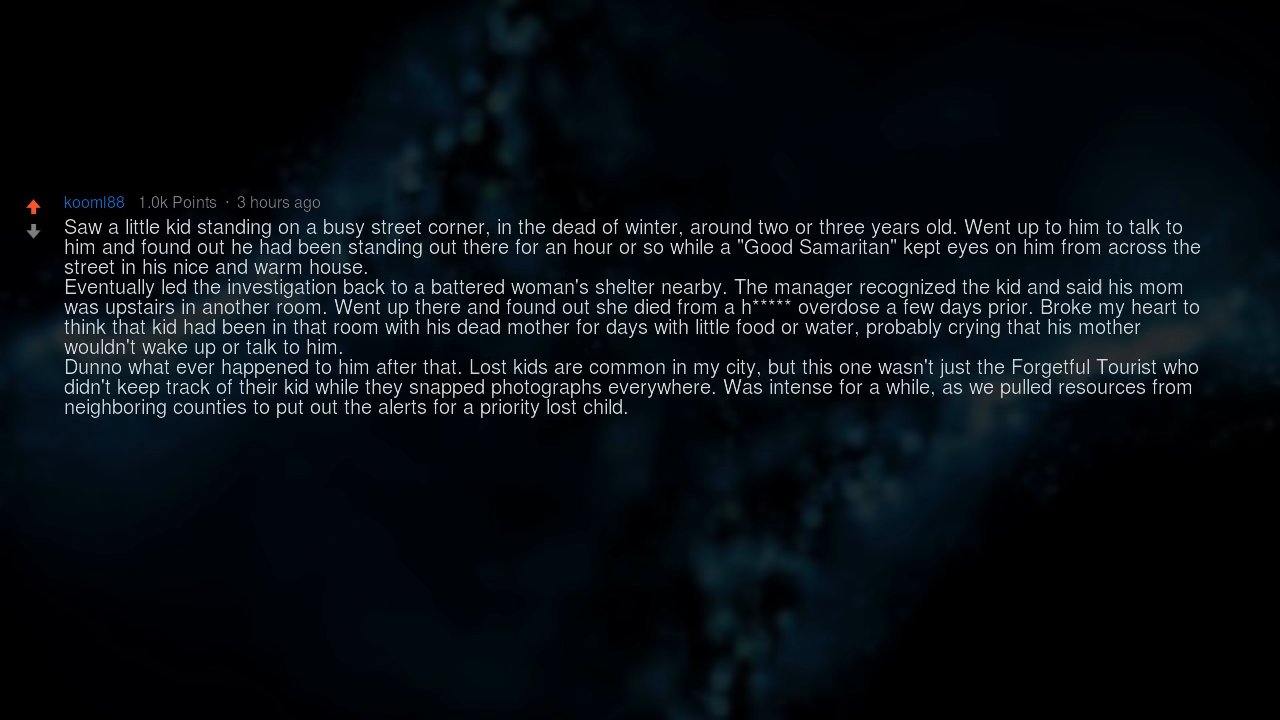 kooml88 1.0k Points · 3 hours ago
Saw a little kid standing on a busy street corner, in the dead of winter, around two or three years old. Went up to him to talk to
him and found out he had been standing out there for an hour or so while a "Good Samaritan" kept eyes on him from across the
street in his nice and warm house.
Eventually led the investigation back to a battered woman's shelter nearby. The manager recognized the kid and said his mom
was upstairs in another room. Went up there and found out she died from a h***** overdose a few days prior. Broke my heart to
think that kid had been in that room with his dead mother for days with little food or water, probably crying that his mother
wouldn't wake up or talk to him.
Dunno what ever happened to him after that. Lost kids are common in my city, but this one wasn't just the Forgetful Tourist who
didn't keep track of their kid while they snapped photographs everywhere. Was intense for a while, as we pulled resources from
neighboring counties to put out the alerts for a priority lost child.